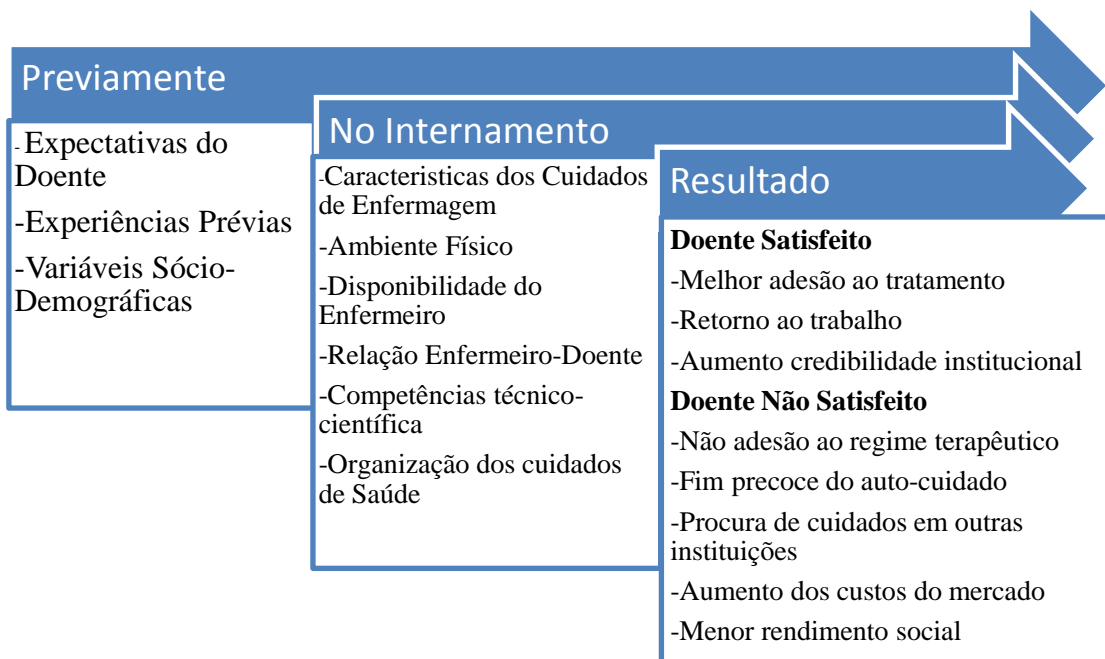 Previamente
- Expectativas do
Doente
-Experiências Prévias
-Variáveis Sócio-
Demográficas
No Internamento
-Caracteristicas dos Cuidados
de Enfermagem
-Ambiente Físico
-Disponibilidade do
Enfermeiro
-Relação Enfermeiro-Doente
-Competências técnico-
científica
-Organização dos cuidados
de Saúde
Resultado
Doente Satisfeito
-Melhor adesão ao tratamento
-Retorno ao trabalho
-Aumento credibilidade institucional
Doente Não Satisfeito
-Não adesão ao regime terapêutico
-Fim precoce do auto-cuidado
-Procura de cuidados em outras
instituições
-Aumento dos custos do mercado
-Menor rendimento social